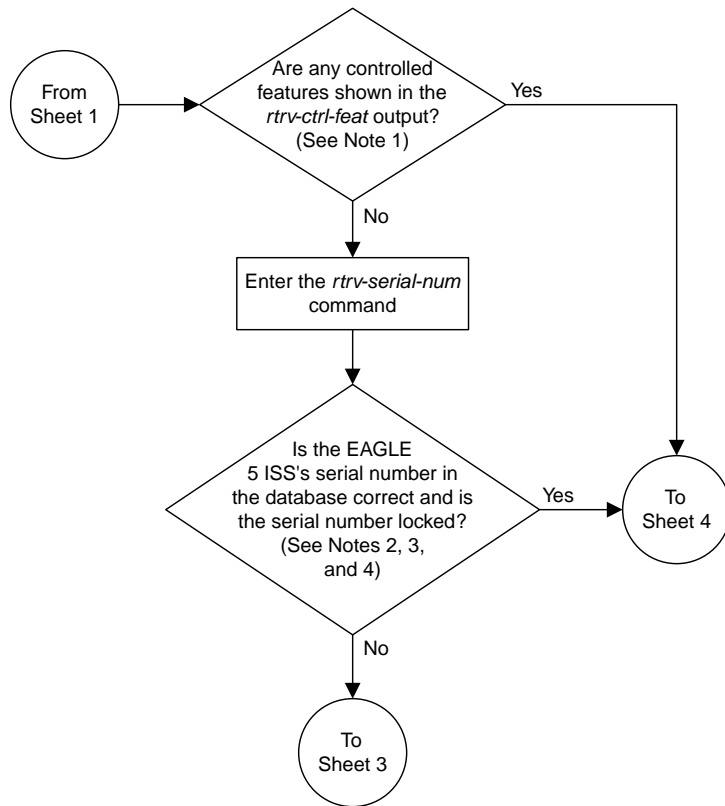 From
Sheet 1
Are any controlled
features shown in the
rtrv-ctrl-feat output?
(See Note 1)
Yes
No
Enter the rtrv-serial-num
command
Is the EAGLE
5 ISS's serial number in
the database correct and is
the serial number locked?
(See Notes 2, 3,
and 4)
Yes
To
Sheet 4
No
To
Sheet 3